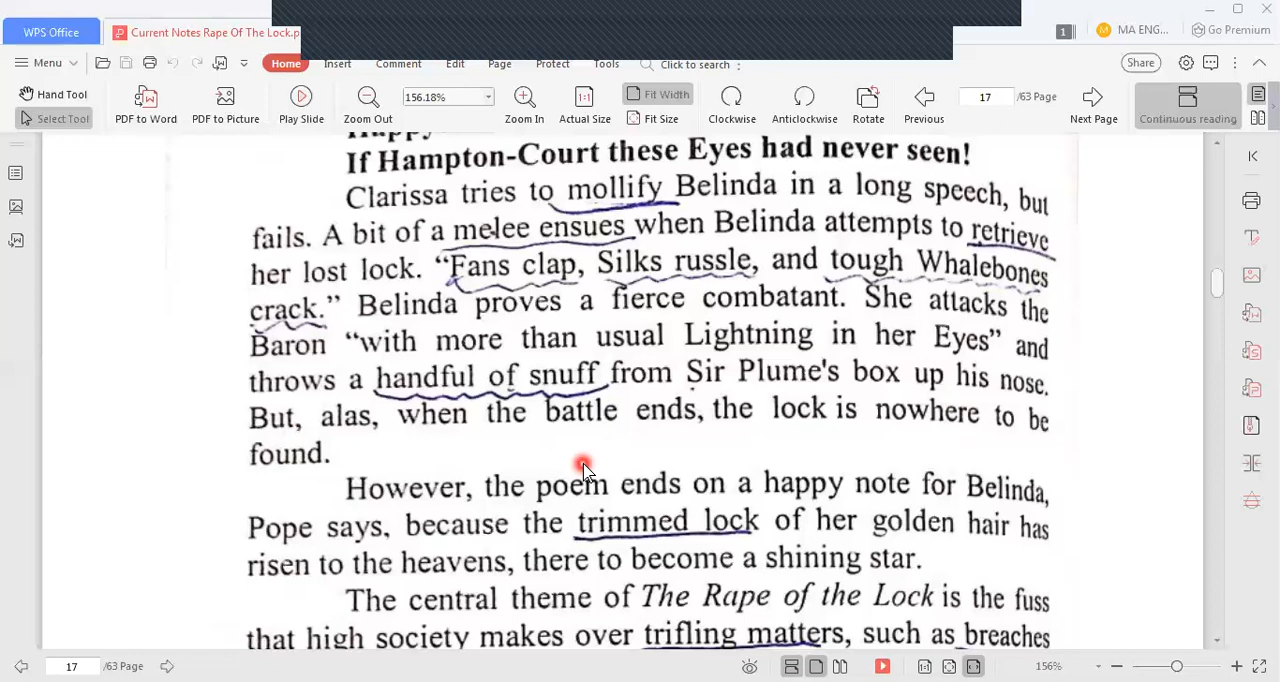 WPS Office
Current Notes Rape Of The Lock.p
1
MA ENG...
Go Premium
Menu
Home
Insert
Comment
Edit
Page
Protect
Tools
Click to search
Share
Hand Tool
Select Tool
PDF to Word
PDF to Picture
Play Slide
Zoom Out
156.18%
Zoom In
1:1
Actual Size
Fit Width
Fit Size
Clockwise
Anticlockwise
Rotate
Previous
17
/63 Page
Next Page
Continuous reading
Happy
If Hampton-Court these Eyes had never seen!
Clarissa tries to mollify Belinda in a long speech, but
fails. A bit of a melee ensues when Belinda attempts to retrieve
her lost lock. “Fans clap, Silks russle, and tough Whalebones
crack.” Belinda proves a fierce combatant. She attacks the
Baron “with more than usual Lightning in her Eyes” and
throws a handful of snuff from Sir Plume's box up his nose.
But, alas, when the battle ends, the lock is nowhere to be
found.
However, the poem ends on a happy note for Belinda,
Pope says, because the trimmed lock of her golden hair has
risen to the heavens, there to become a shining star.
The central theme of The Rape of the Lock is the fuss
that high society makes over trifling matters, such as breaches
17
/63 Page
156%